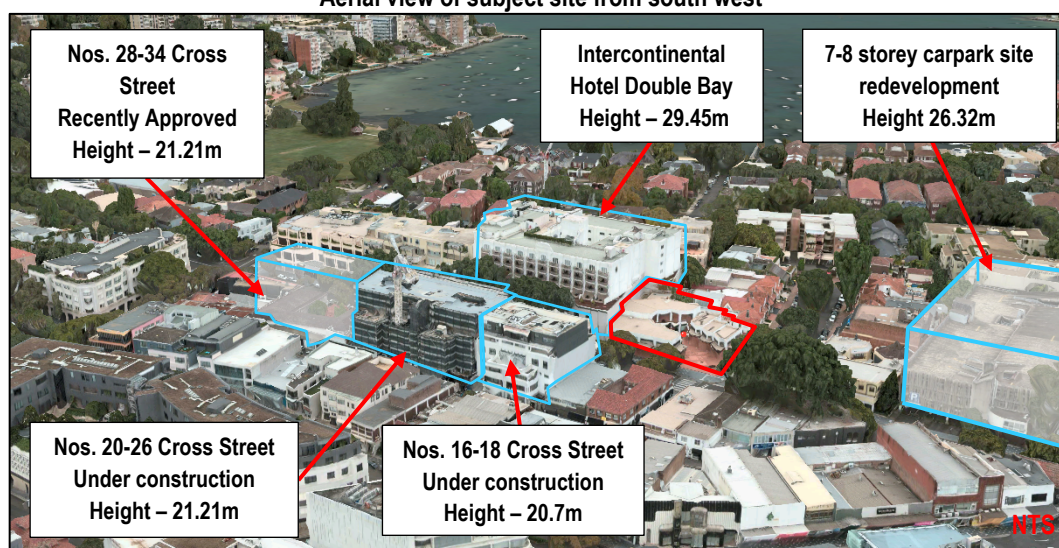 Aerial view of subject site from south west
Nos. 28-34 Cross
Street
Recently Approved
Height – 21.21m
Intercontinental
Hotel Double Bay
Height – 29.45m
7-8 storey carpark site
redevelopment
Height 26.32m
Nos. 20-26 Cross Street
Under construction
Height – 21.21m
Nos. 16-18 Cross Street
Under construction
Height – 20.7m
NTS